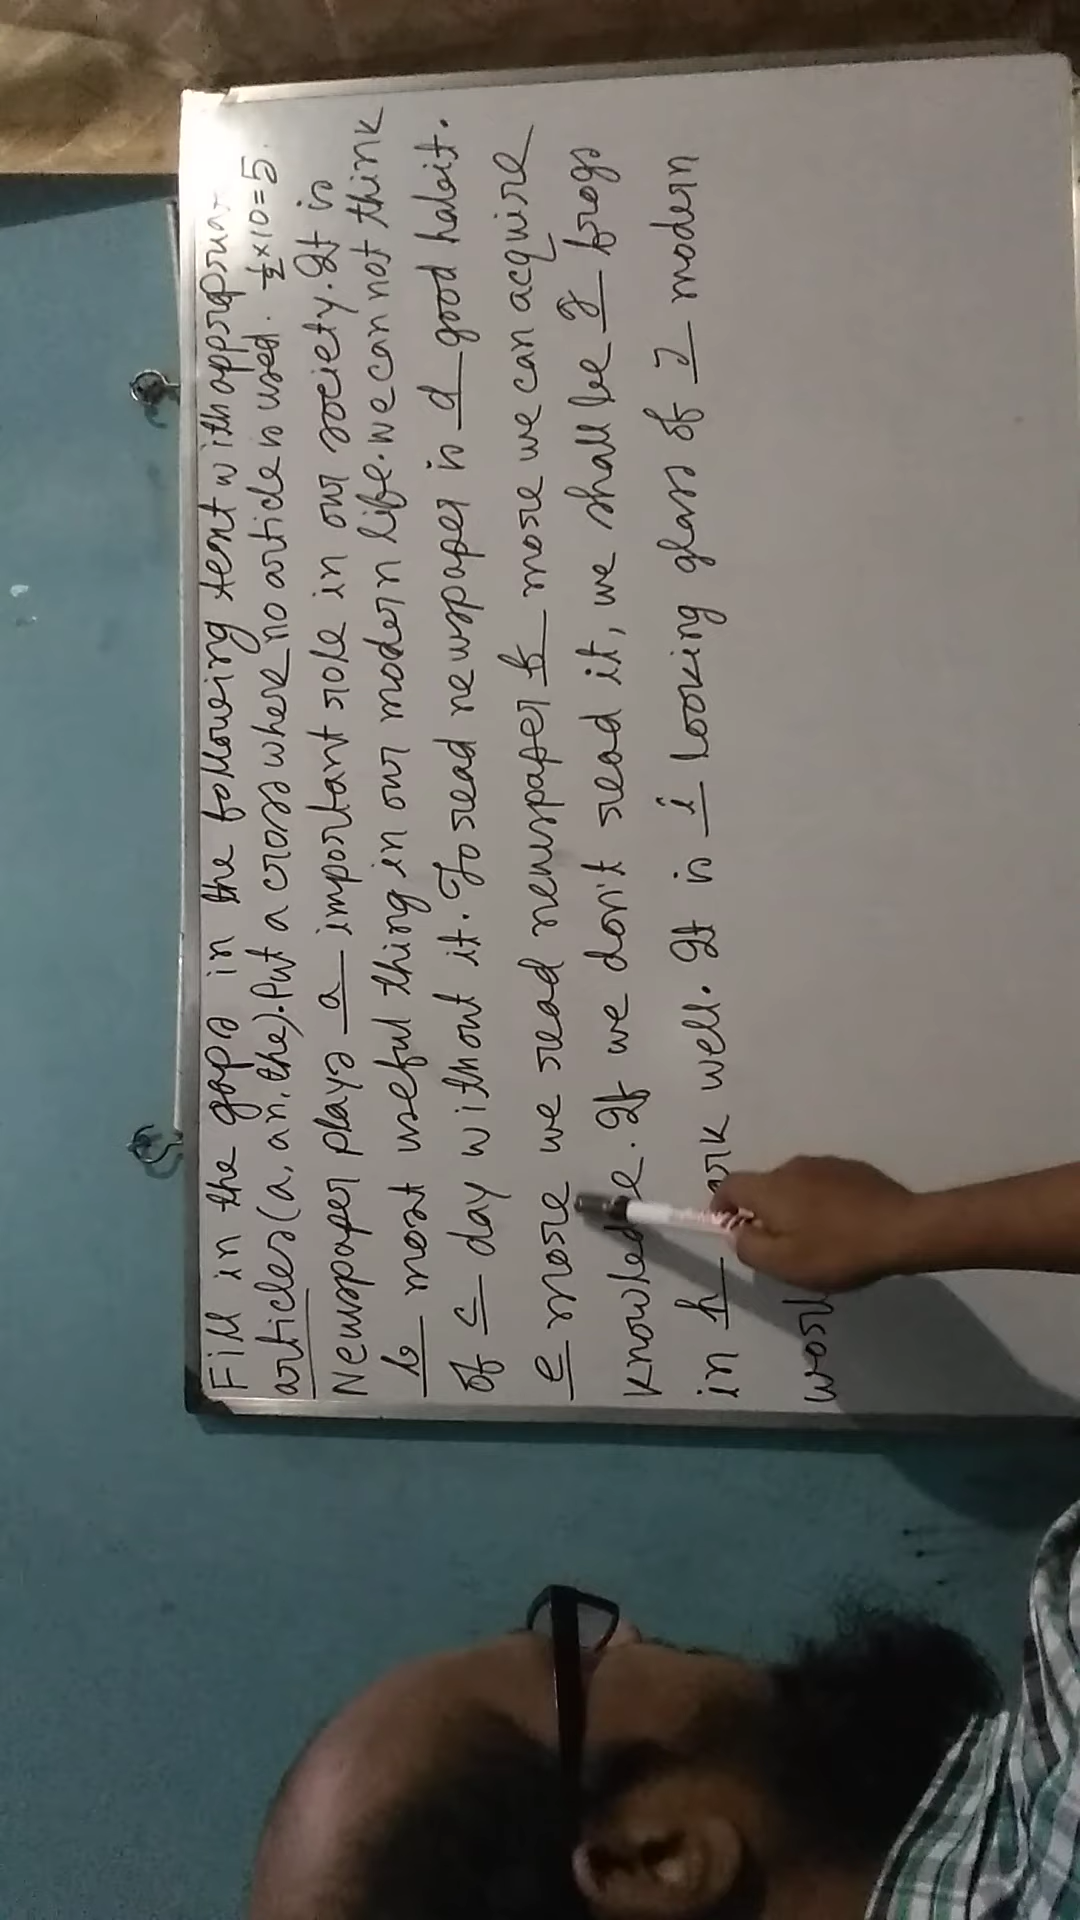 Fill in the gaps in the following text with
articles (a, an, the). Put a cross where no article is used. ½×10=5.
Newspaper plays a important role in our society. It is
b most useful thing in our modern life. we can not think
of c day without it. To read newspaper is d good habit.
e more we read newspaper f more we can acquire
knowledge. If we don't read it, we shall be g frogs
in h well. It is i looking glass of j modern